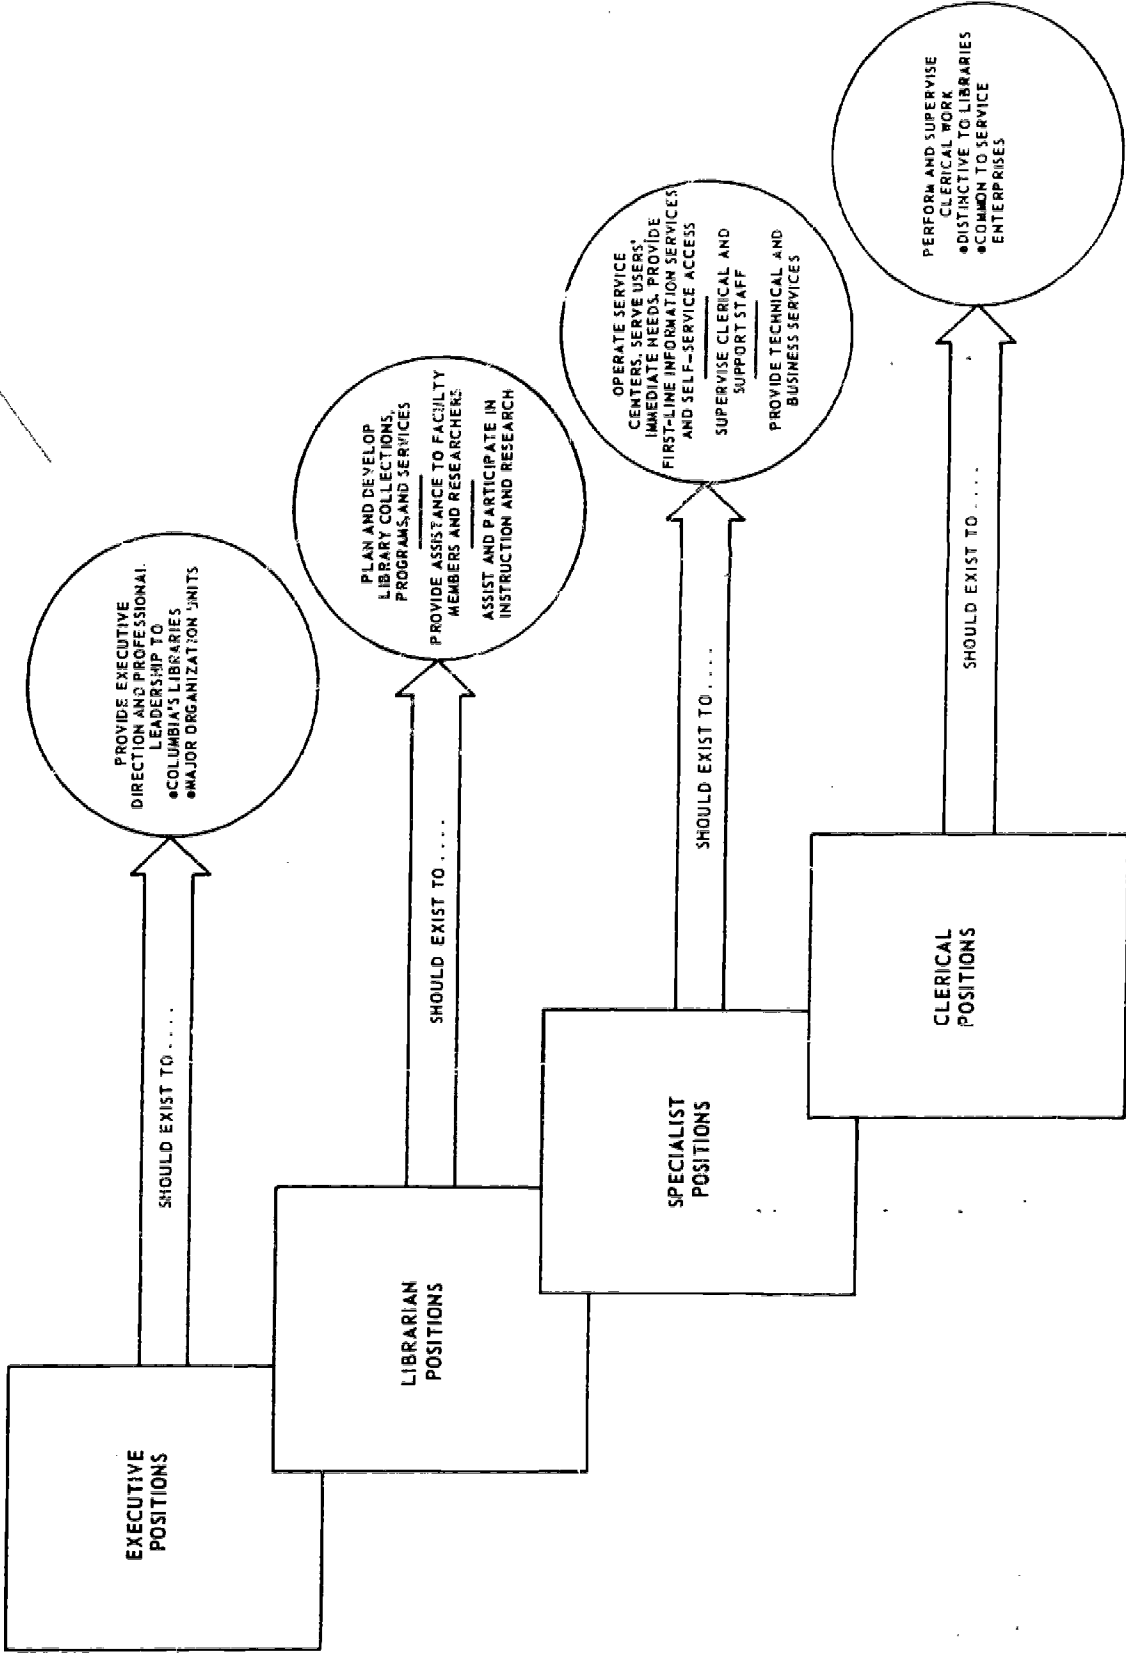 EXECUTIVE
POSITIONS
SHOULD EXIST TO....
PROVIDE EXECUTIVE
DIRECTION AND PROFESSIONAL
LEADERSHIP TO
●COLUMBIA'S LIBRARIES
●MAJOR ORGANIZATION UNITS
LIBRARIAN
POSITIONS
SHOULD EXIST TO....
PLAN AND DEVELOP
LIBRARY COLLECTIONS,
PROGRAMS, AND SERVICES
PROVIDE ASSISTANCE TO FACULTY
MEMBERS AND RESEARCHERS
ASSIST AND PARTICIPATE IN
INSTRUCTION AND RESEARCH
SPECIALIST
POSITIONS
SHOULD EXIST TO....
OPERATE SERVICE
CENTERS, SERVE USERS'
IMMEDIATE NEEDS, PROVIDE
FIRST-LINE INFORMATION SERVICES
AND SELF-SERVICE ACCESS
SUPERVISE CLERICAL AND
SUPPORT STAFF
PROVIDE TECHNICAL AND
BUSINESS SERVICES
CLERICAL
POSITIONS
SHOULD EXIST TO....
PERFORM AND SUPERVISE
CLERICAL WORK
●DISTINCTIVE TO LIBRARIES
●COMMON TO SERVICE
ENTERPRISES